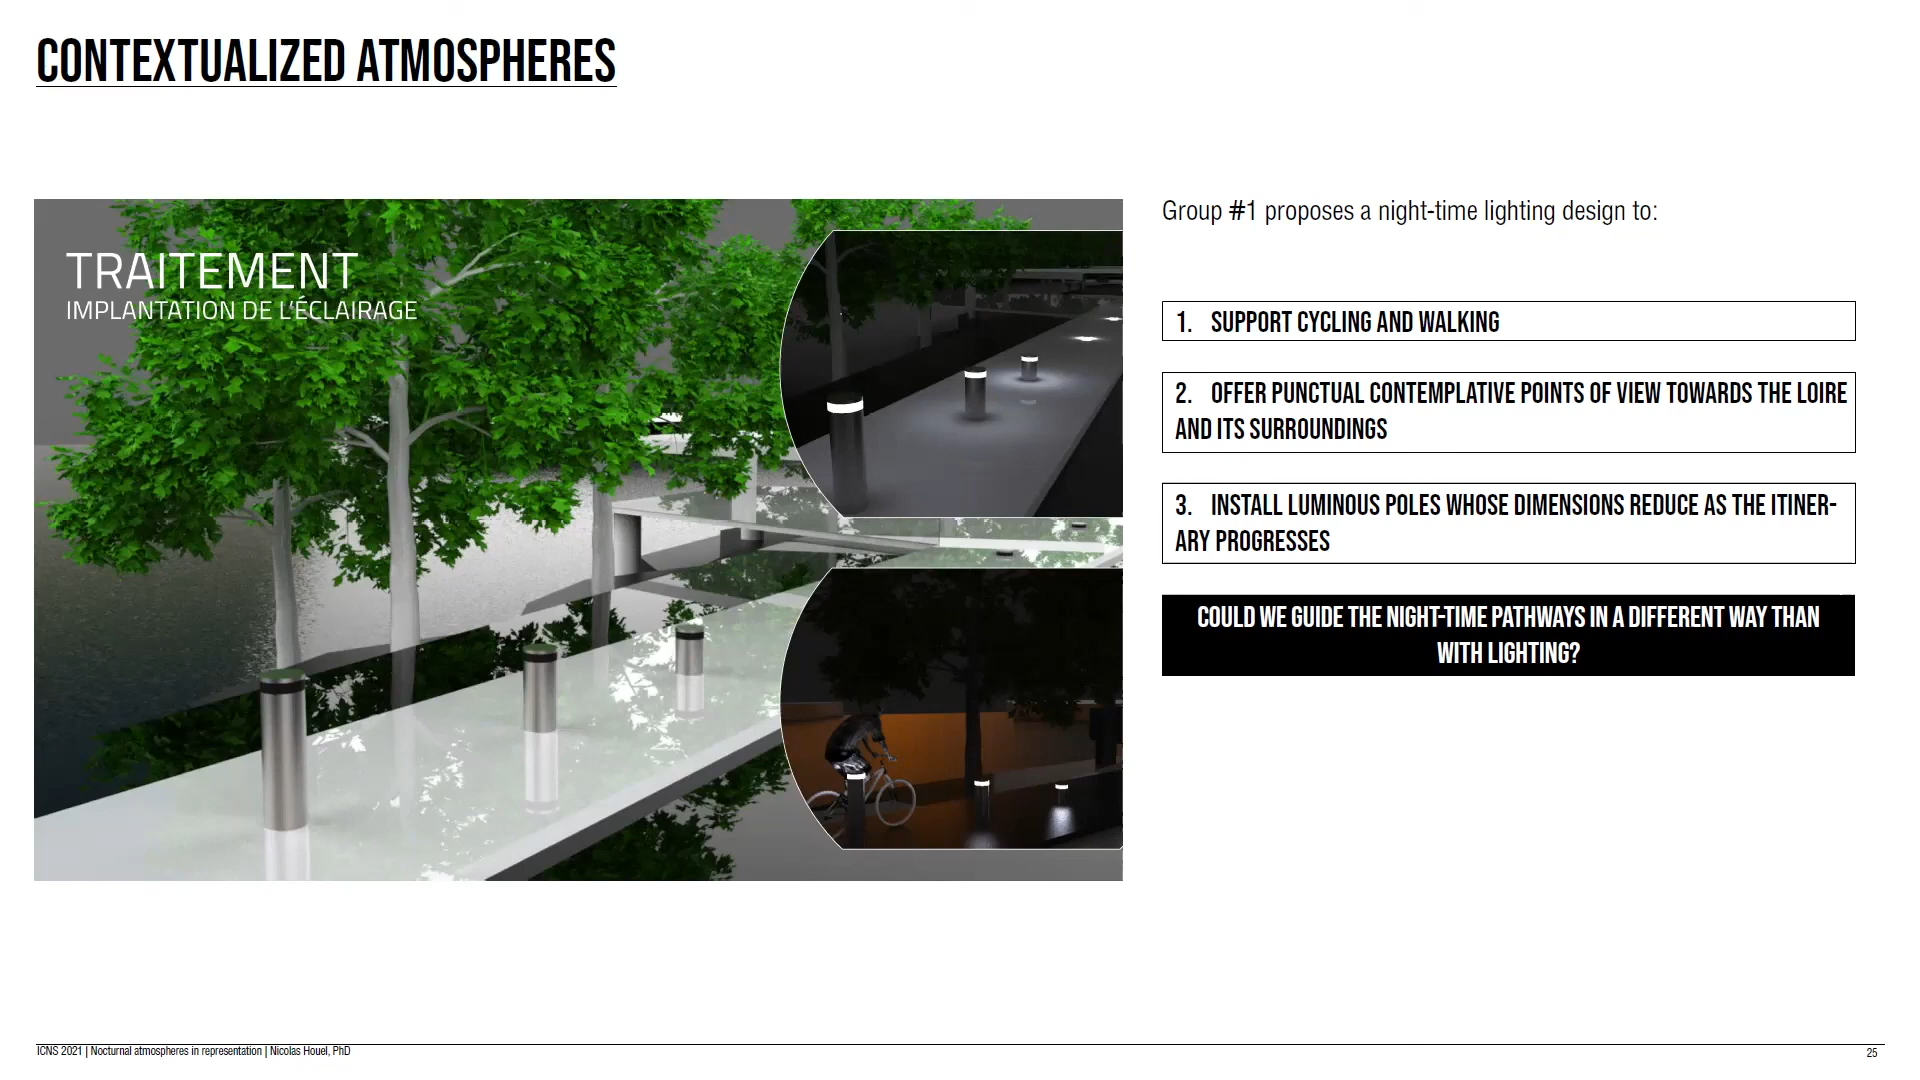 CONTEXTUALIZED ATMOSPHERES
TRAITEMENT
IMPLANTATION DE L'ÉCLAIRAGE
Group #1 proposes a night-time lighting design to:
1. SUPPORT CYCLING AND WALKING
2. OFFER PUNCTUAL CONTEMPLATIVE POINTS OF VIEW TOWARDS THE LOIRE
AND ITS SURROUNDINGS
3. INSTALL LUMINOUS POLES WHOSE DIMENSIONS REDUCE AS THE ITINER-
ARY PROGRESSES
COULD WE GUIDE THE NIGHT-TIME PATHWAYS IN A DIFFERENT WAY THAN
WITH LIGHTING?
ICNS 2021 | Nocturnal atmospheres in representation | Nicolas Houel, PhD
25